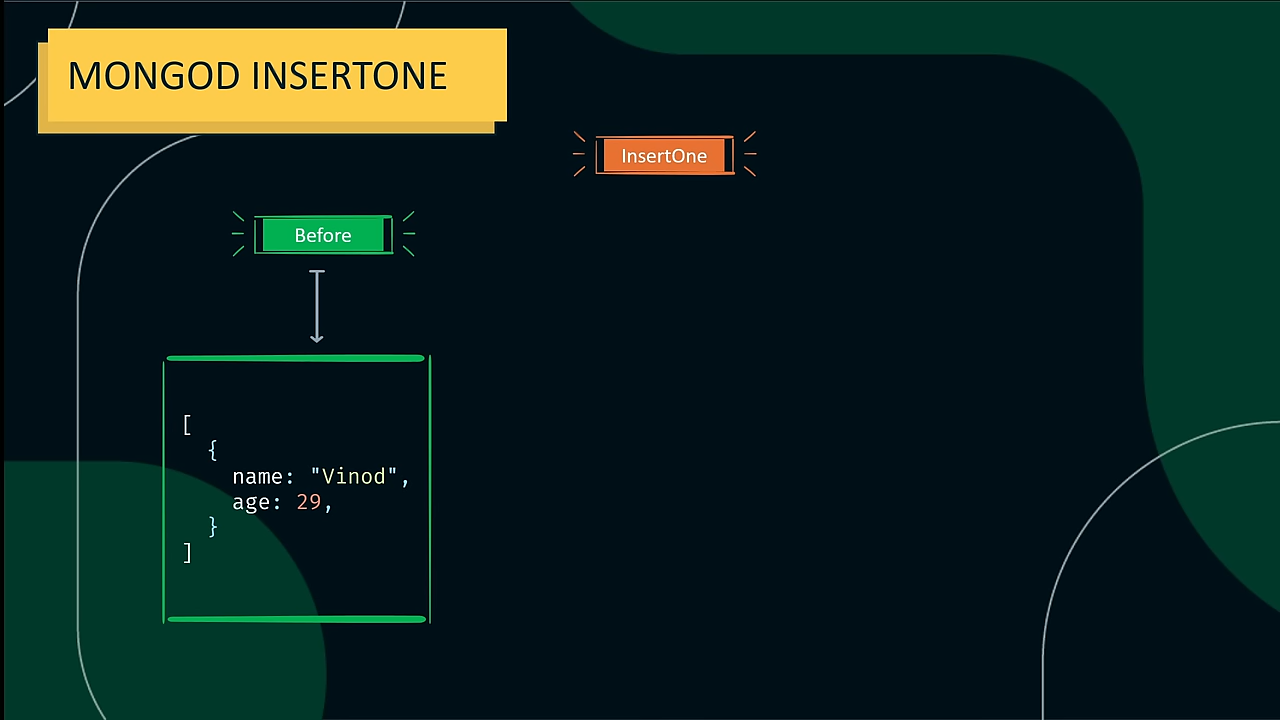 MONGOD INSERTONE
InsertOne
Before
[
{
name: "Vinod",
age: 29,
}
]